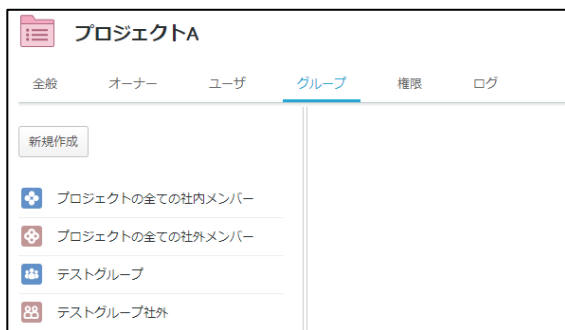 プロジェクトA
全般 オーナー ユーザ グループ 権限 ログ
新規作成
プロジェクトの全ての社内メンバー
プロジェクトの全ての社外メンバー
テストグループ
テストグループ社外